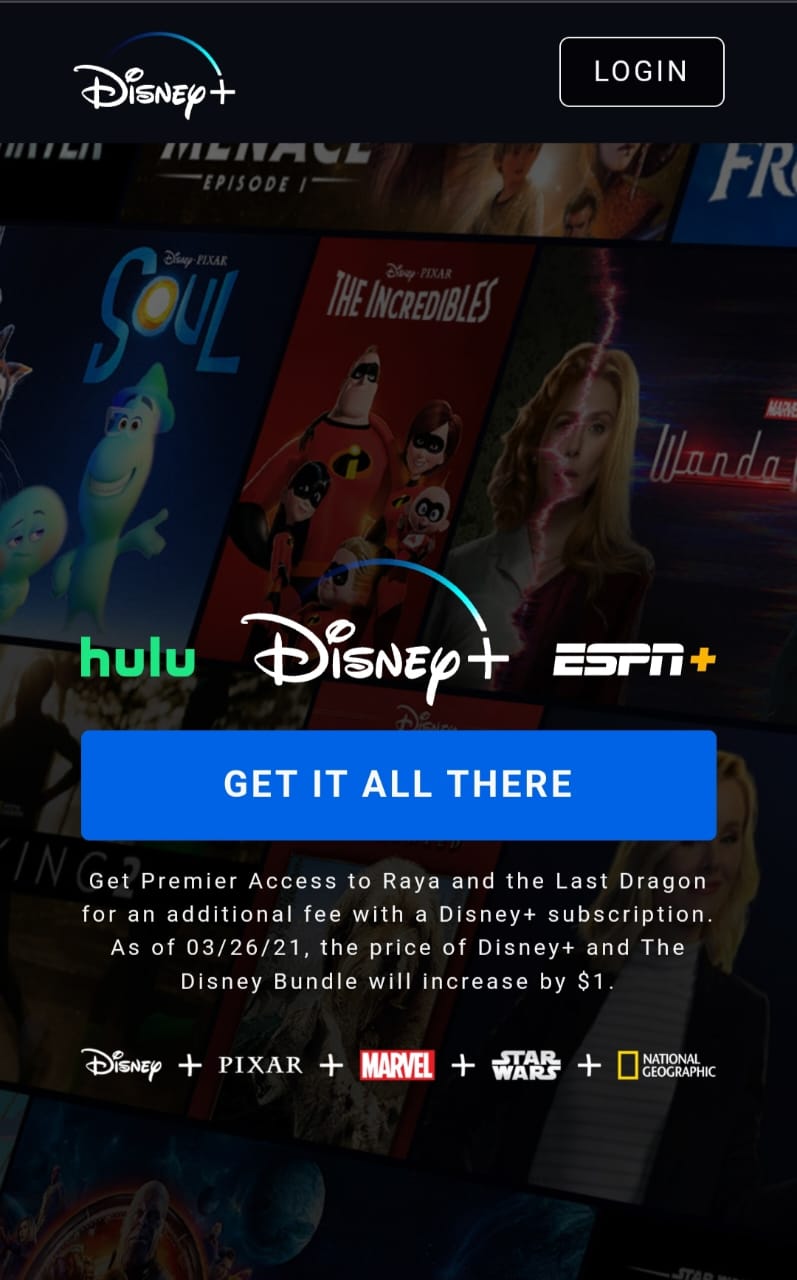 Disney+
LOGIN
MENACE
EPISODE I
Disney·PIXAR
SOUL
Disney·PIXAR
THE INCREDIBLES
Wanda
hulu
Disney+
ESPN+
Disney
GET IT ALL THERE
Get Premier Access to Raya and the Last Dragon
for an additional fee with a Disney+ subscription.
As of 03/26/21, the price of Disney+ and The
Disney Bundle will increase by $1.
Disney + PIXAR + MARVEL + STAR WARS + NATIONAL GEOGRAPHIC